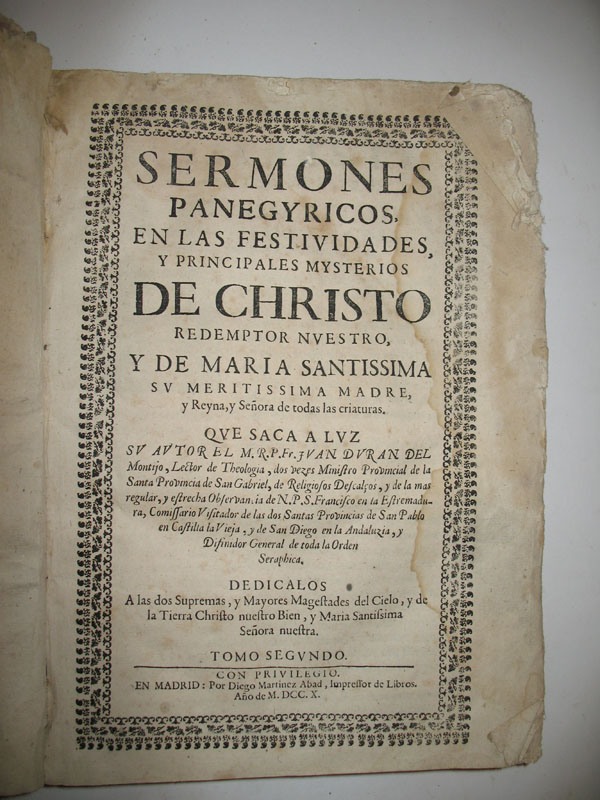 SERMONES
PANEGYRICOS,
EN LAS FESTIVIDADES,
Y PRINCIPALES MYSTERIOS
DE CHRISTO
REDEMPTOR NVESTRO,
Y DE MARIA SANTISSIMA
SV MERITISSIMA MADRE,
y Reyna, y Señora de todas las criaturas.
QVE SACA A LVZ
SV AVTOR EL M. R. P. Fr. JVAN DVRAN DEL
Montijo, Lector de Theologia, dos vezes Ministro Provincial de la
Santa Provincia de San Gabriel, de Religiosos Descalços, y de la mas
regular, y estrecha Observan.ia de N. P. S. Francisco en la Estremadu-
ra, Comissario Visitador de las dos Santas Provincias de San Pablo
en Castilla la Vieja, y de San Diego en la Andaluzia, y
Difinidor General de toda la Orden
Seraphica.
DEDICALOS
A las dos Supremas, y Mayores Magestades del Cielo, y de
la Tierra Christo nuestro Bien, y Maria Santissima
Señora nuestra.
TOMO SEGVNDO.
CON PRIVILEGIO.
EN MADRID: Por Diego Martinez Abad, Impressor de Libros.
Año de M. DCC. X.